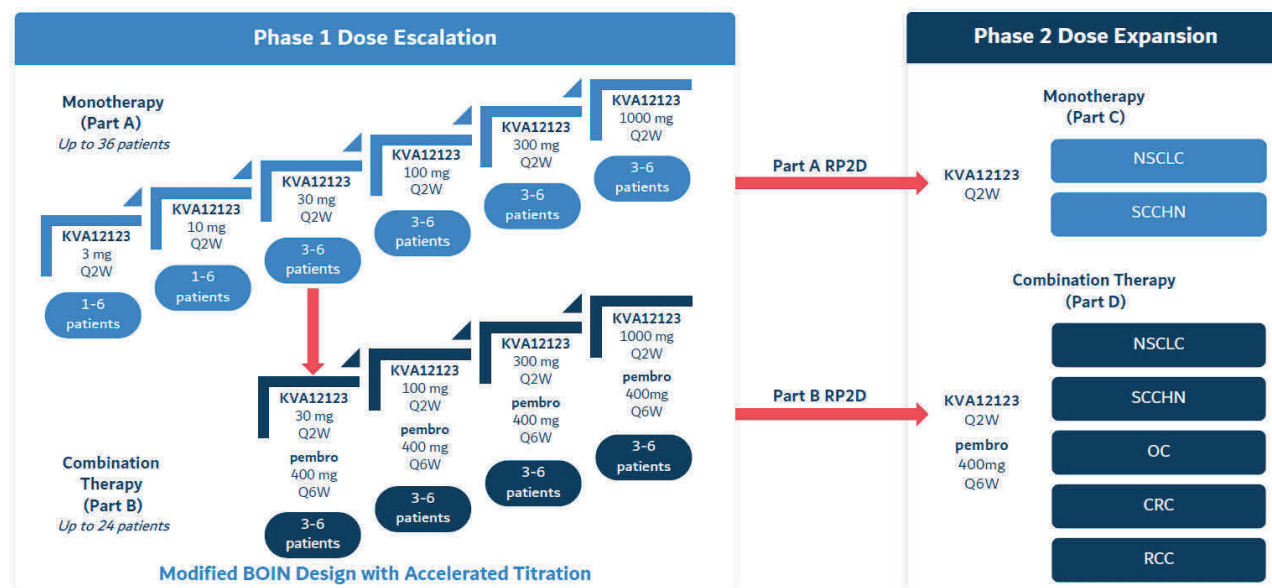 Phase 1 Dose Escalation
Monotherapy
(Part A)
Up to 36 patients
KVA12123
3 mg
Q2W
1-6
patients
KVA12123
10 mg
Q2W
1-6
patients
KVA12123
30 mg
Q2W
3-6
patients
KVA12123
100 mg
Q2W
3-6
patients
KVA12123
300 mg
Q2W
3-6
patients
KVA12123
1000 mg
Q2W
3-6
patients
Combination
Therapy
(Part B)
Up to 24 patients
KVA12123
30 mg
Q2W
pembro
400 mg
Q6W
3-6
patients
KVA12123
100 mg
Q2W
pembro
400 mg
Q6W
3-6
patients
KVA12123
300 mg
Q2W
pembro
400 mg
Q6W
3-6
patients
KVA12123
1000 mg
Q2W
pembro
400mg
Q6W
3-6
patients
Modified BOIN Design with Accelerated Titration
Part A RP2D
Part B RP2D
Phase 2 Dose Expansion
Monotherapy
(Part C)
KVA12123
Q2W
NSCLC
SCCHN
Combination Therapy
(Part D)
KVA12123
Q2W
pembro
400mg
Q6W
NSCLC
SCCHN
OC
CRC
RCC